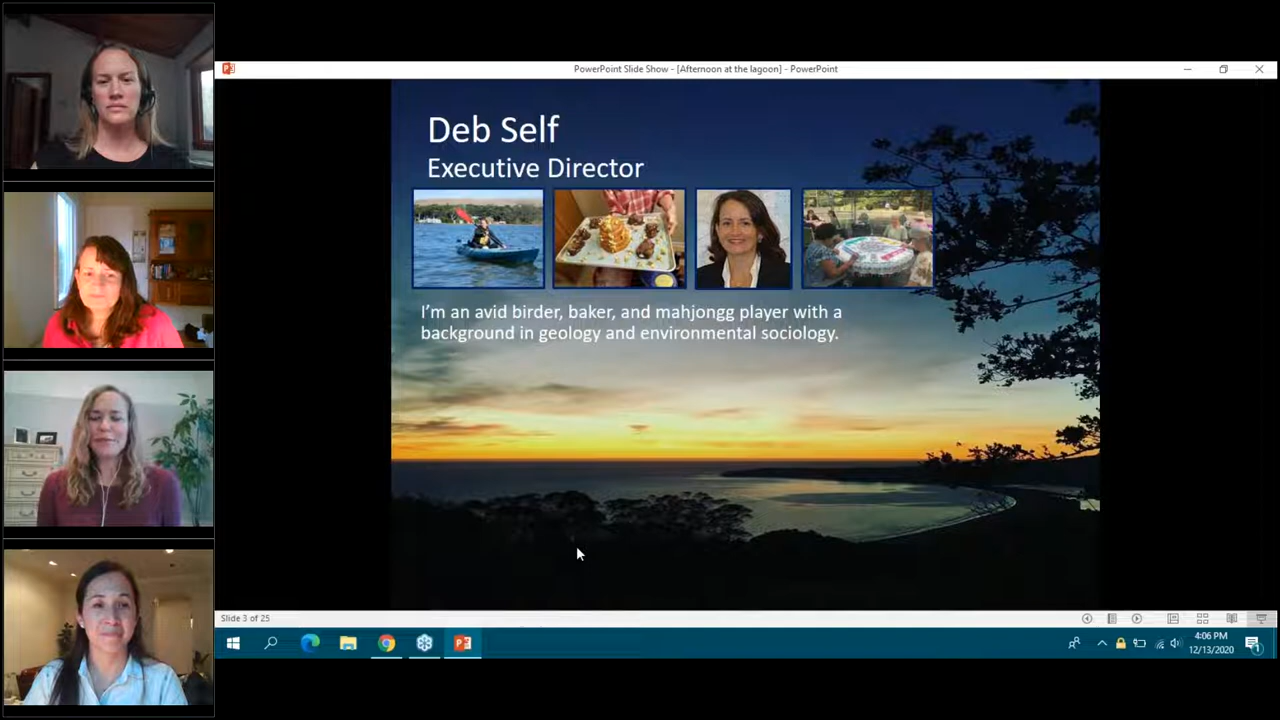 PowerPoint Slide Show - [Afternoon at the lagoon] - PowerPoint
Deb Self
Executive Director
I'm an avid birder, baker, and mahjongg player with a
background in geology and environmental sociology.
Slide 3 of 25
4:06 PM
12/13/2020
1